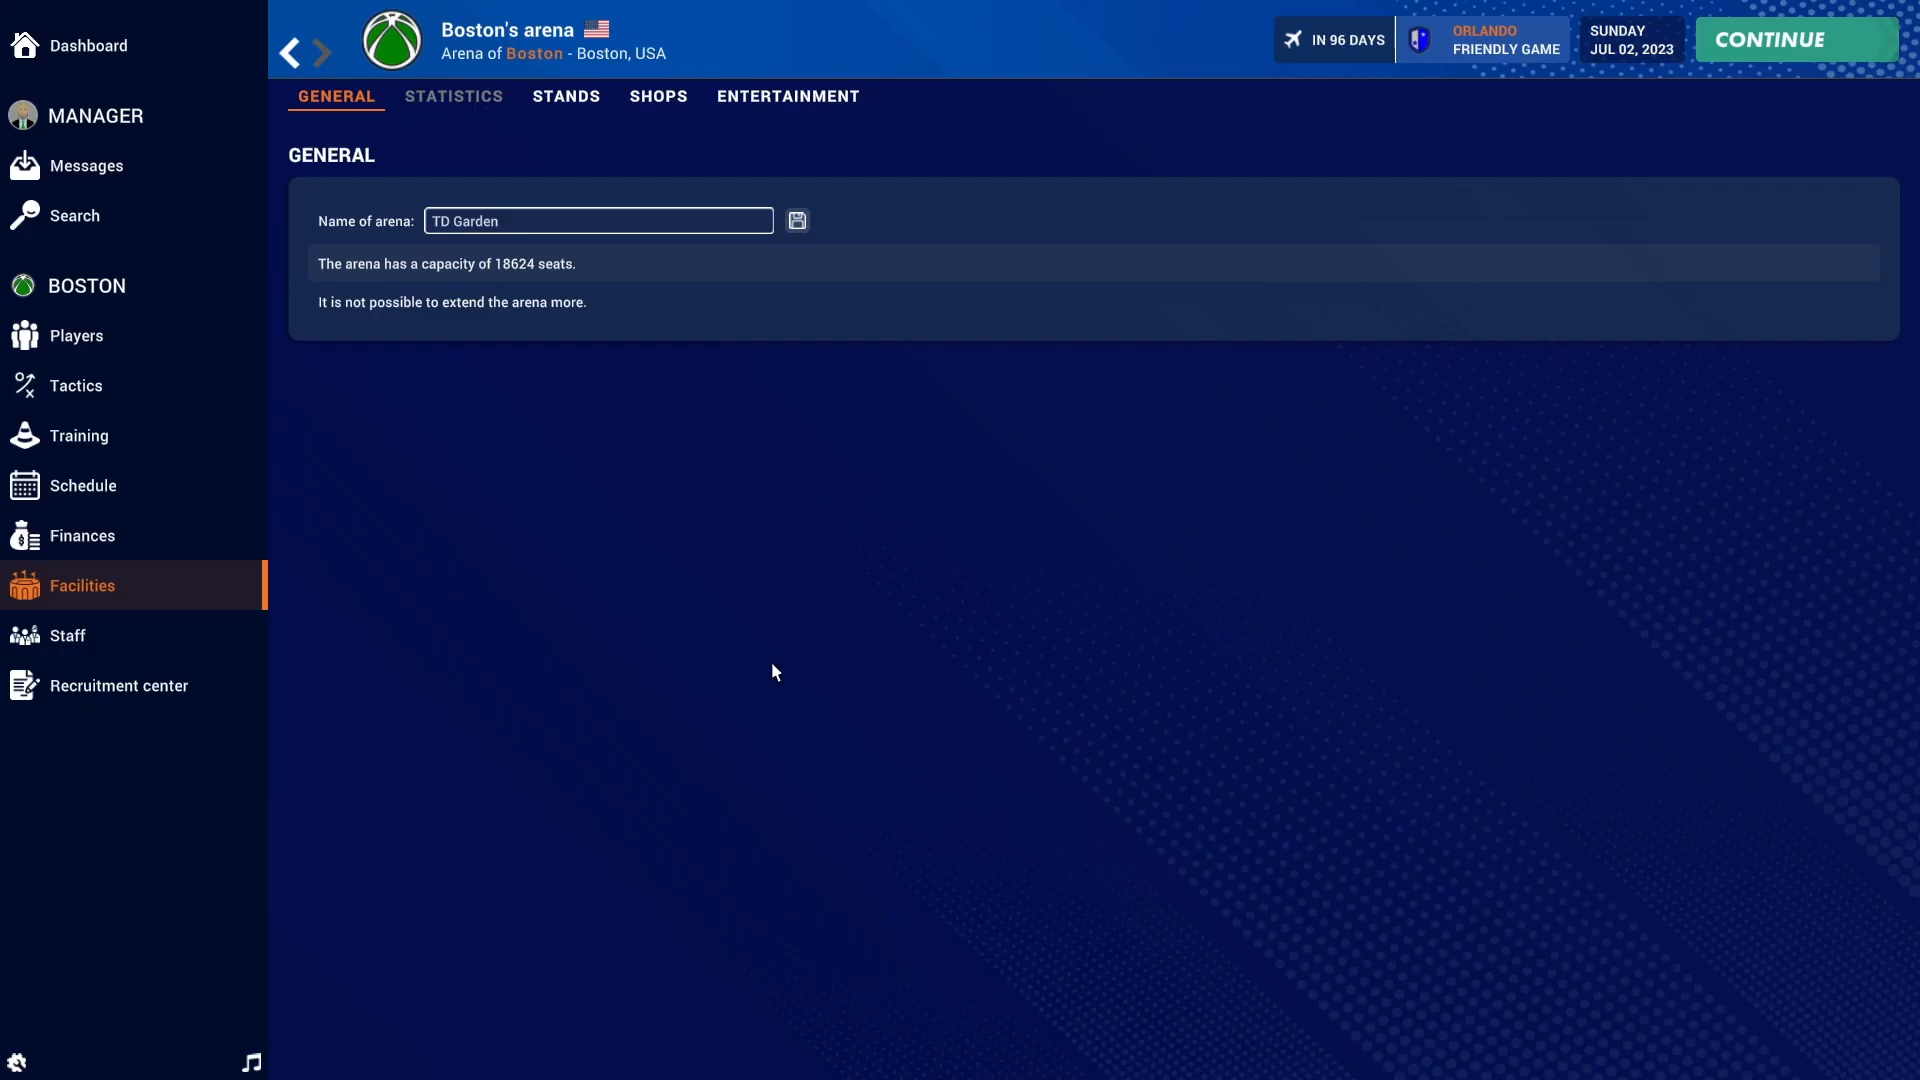 Dashboard
MANAGER
Messages
Search
BOSTON
Players
Tactics
Training
Schedule
Finances
Facilities
Staff
Recruitment center
Boston's arena
Arena of Boston - Boston, USA
IN 96 DAYS
ORLANDO
FRIENDLY GAME
SUNDAY
JUL 02, 2023
CONTINUE
GENERAL STATISTICS STANDS SHOPS ENTERTAINMENT
GENERAL
Name of arena: TD Garden
The arena has a capacity of 18624 seats.
It is not possible to extend the arena more.